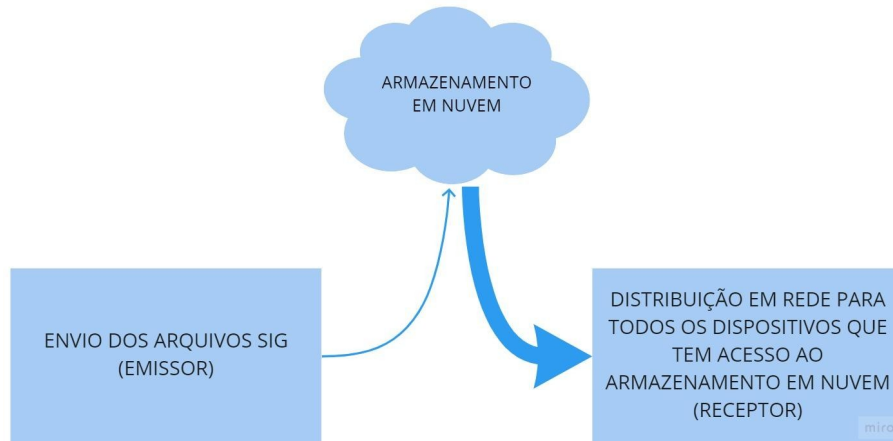 ARMAZENAMENTO
EM NUVEM
ENVIO DOS ARQUIVOS SIG
(EMISSOR)
DISTRIBUIÇÃO EM REDE PARA
TODOS OS DISPOSITIVOS QUE
TEM ACESSO AO
ARMAZENAMENTO EM NUVEM
(RECEPTOR)
miro